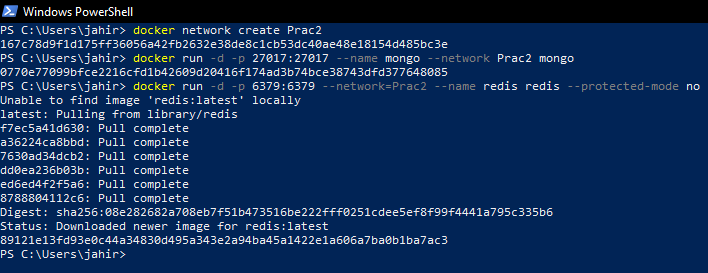 Windows PowerShell
PS C:\Users\jahir> docker network create Prac2
167c78d9f1d175ff36056a42fb2632e38de8c1cb53dc40ae48e18154d485bc3e
PS C:\Users\jahir> docker run -d -p 27017:27017 --name mongo --network Prac2 mongo
0770e77099bfce2216cfd1b42609d20416f174ad3b74bce38743dfd377648085
PS C:\Users\jahir> docker run -d -p 6379:6379 --network=Prac2 --name redis redis --protected-mode no
Unable to find image 'redis:latest' locally
latest: Pulling from library/redis
f7ec5a41d630: Pull complete
a36224ca8bbd: Pull complete
7630ad34dcb2: Pull complete
dd0ea236b03b: Pull complete
ed6ed4f2f5a6: Pull complete
8788804112c6: Pull complete
Digest: sha256:08e282682a708eb7f51b473516be222fff0251cdee5ef8f99f4441a795c335b6
Status: Downloaded newer image for redis:latest
89121e13fd93e0c44a34830d495a343e2a94ba45a1422e1a606a7ba0b1ba7ac3
PS C:\Users\jahir>